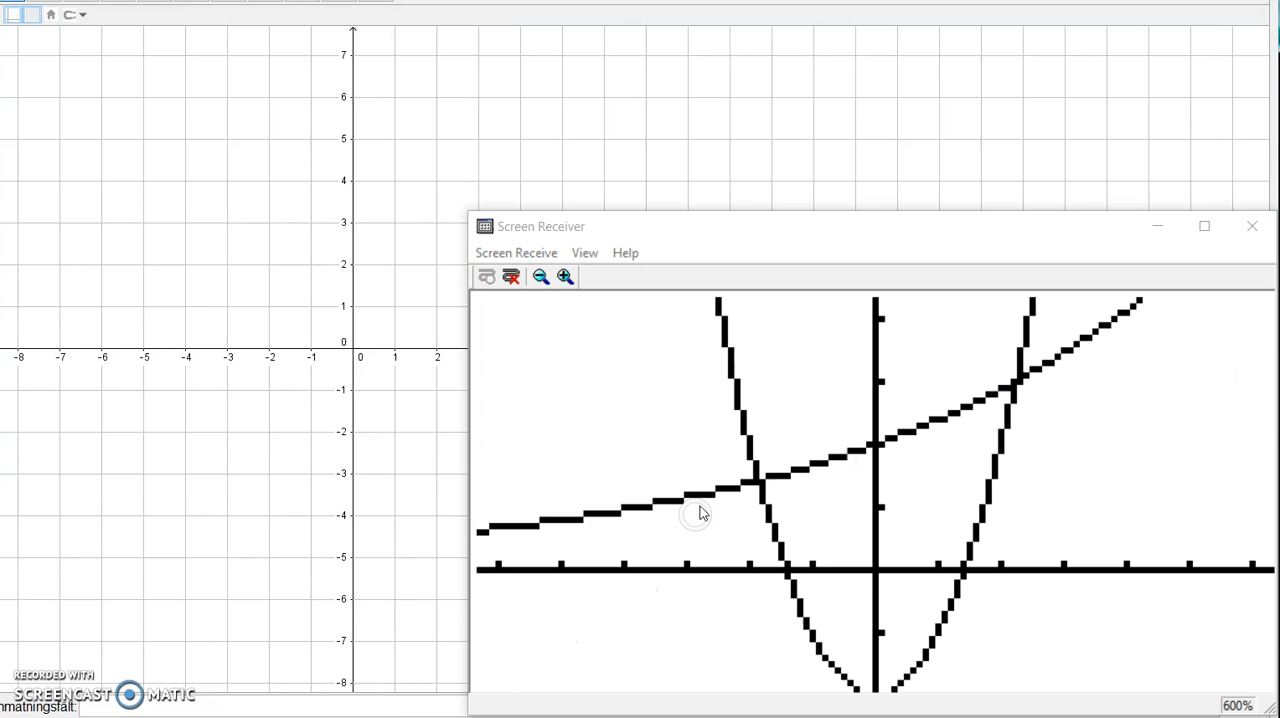 7
6
5
4
3
2
1
0
-8 -7 -6 -5 -4 -3 -2 -1 0 1 2
-1
-2
-3
-4
-5
-6
-7
-8
Screen Receiver
Screen Receive View Help
600%
RECORDED WITH
SCREENCAST MATIC
nmatningsfält: